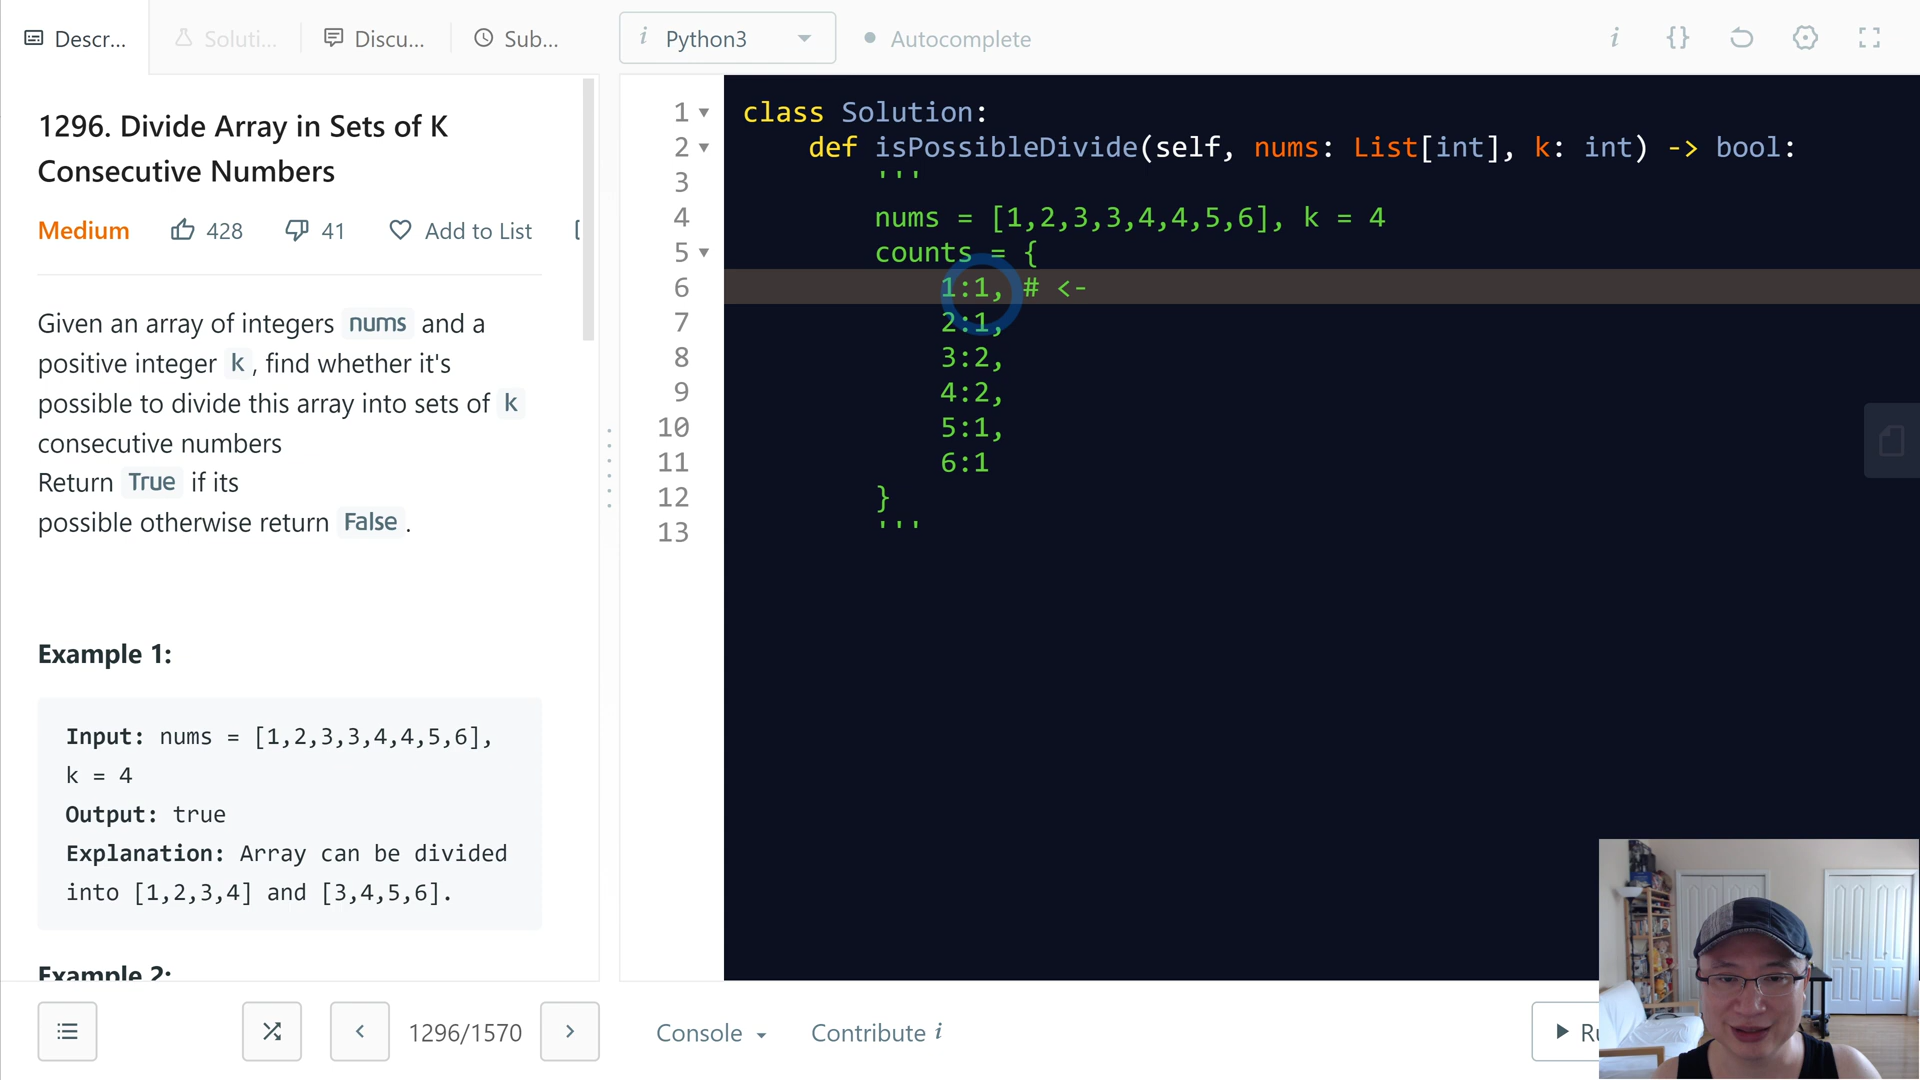 Descr...
Soluti...
Discu...
Sub...
i Python3
Autocomplete
i {}
1296. Divide Array in Sets of K
Consecutive Numbers
Medium 428 41 Add to List
Given an array of integers nums and a
positive integer k, find whether it's
possible to divide this array into sets of k
consecutive numbers
Return True if its
possible otherwise return False.
Example 1:
Input: nums = [1,2,3,3,4,4,5,6],
k = 4
Output: true
Explanation: Array can be divided
into [1,2,3,4] and [3,4,5,6].
Example 2:
1 class Solution:
2 def isPossibleDivide(self, nums: List[int], k: int) -> bool:
3 '''
4 nums = [1,2,3,3,4,4,5,6], k = 4
5 counts = {
6 1:1, # <-
7 2:1,
8 3:2,
9 4:2,
10 5:1,
11 6:1
12 }
13 '''
< 1296/1570 >
Console
Contribute i